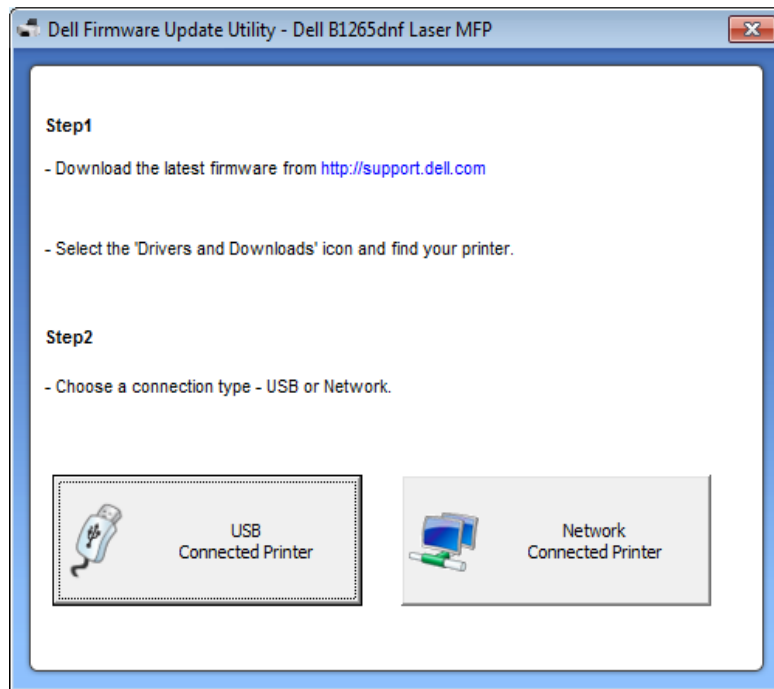 Dell Firmware Update Utility - Dell B1265dnf Laser MFP
Step1
- Download the latest firmware from http://support.dell.com
- Select the 'Drivers and Downloads' icon and find your printer.
Step2
- Choose a connection type - USB or Network.
USB
Connected Printer
Network
Connected Printer